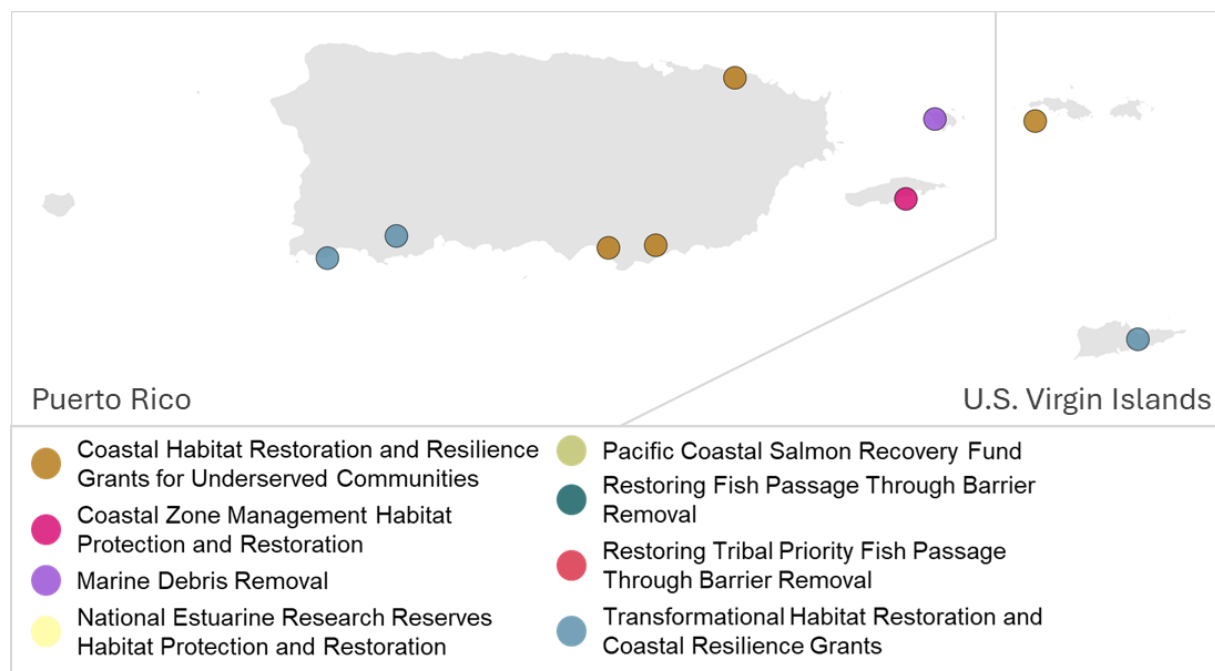 Puerto Rico
U.S. Virgin Islands
Coastal Habitat Restoration and Resilience
Grants for Underserved Communities
Coastal Zone Management Habitat
Protection and Restoration
Marine Debris Removal
National Estuarine Research Reserves
Habitat Protection and Restoration
Pacific Coastal Salmon Recovery Fund
Restoring Fish Passage Through Barrier
Removal
Restoring Tribal Priority Fish Passage
Through Barrier Removal
Transformational Habitat Restoration and
Coastal Resilience Grants